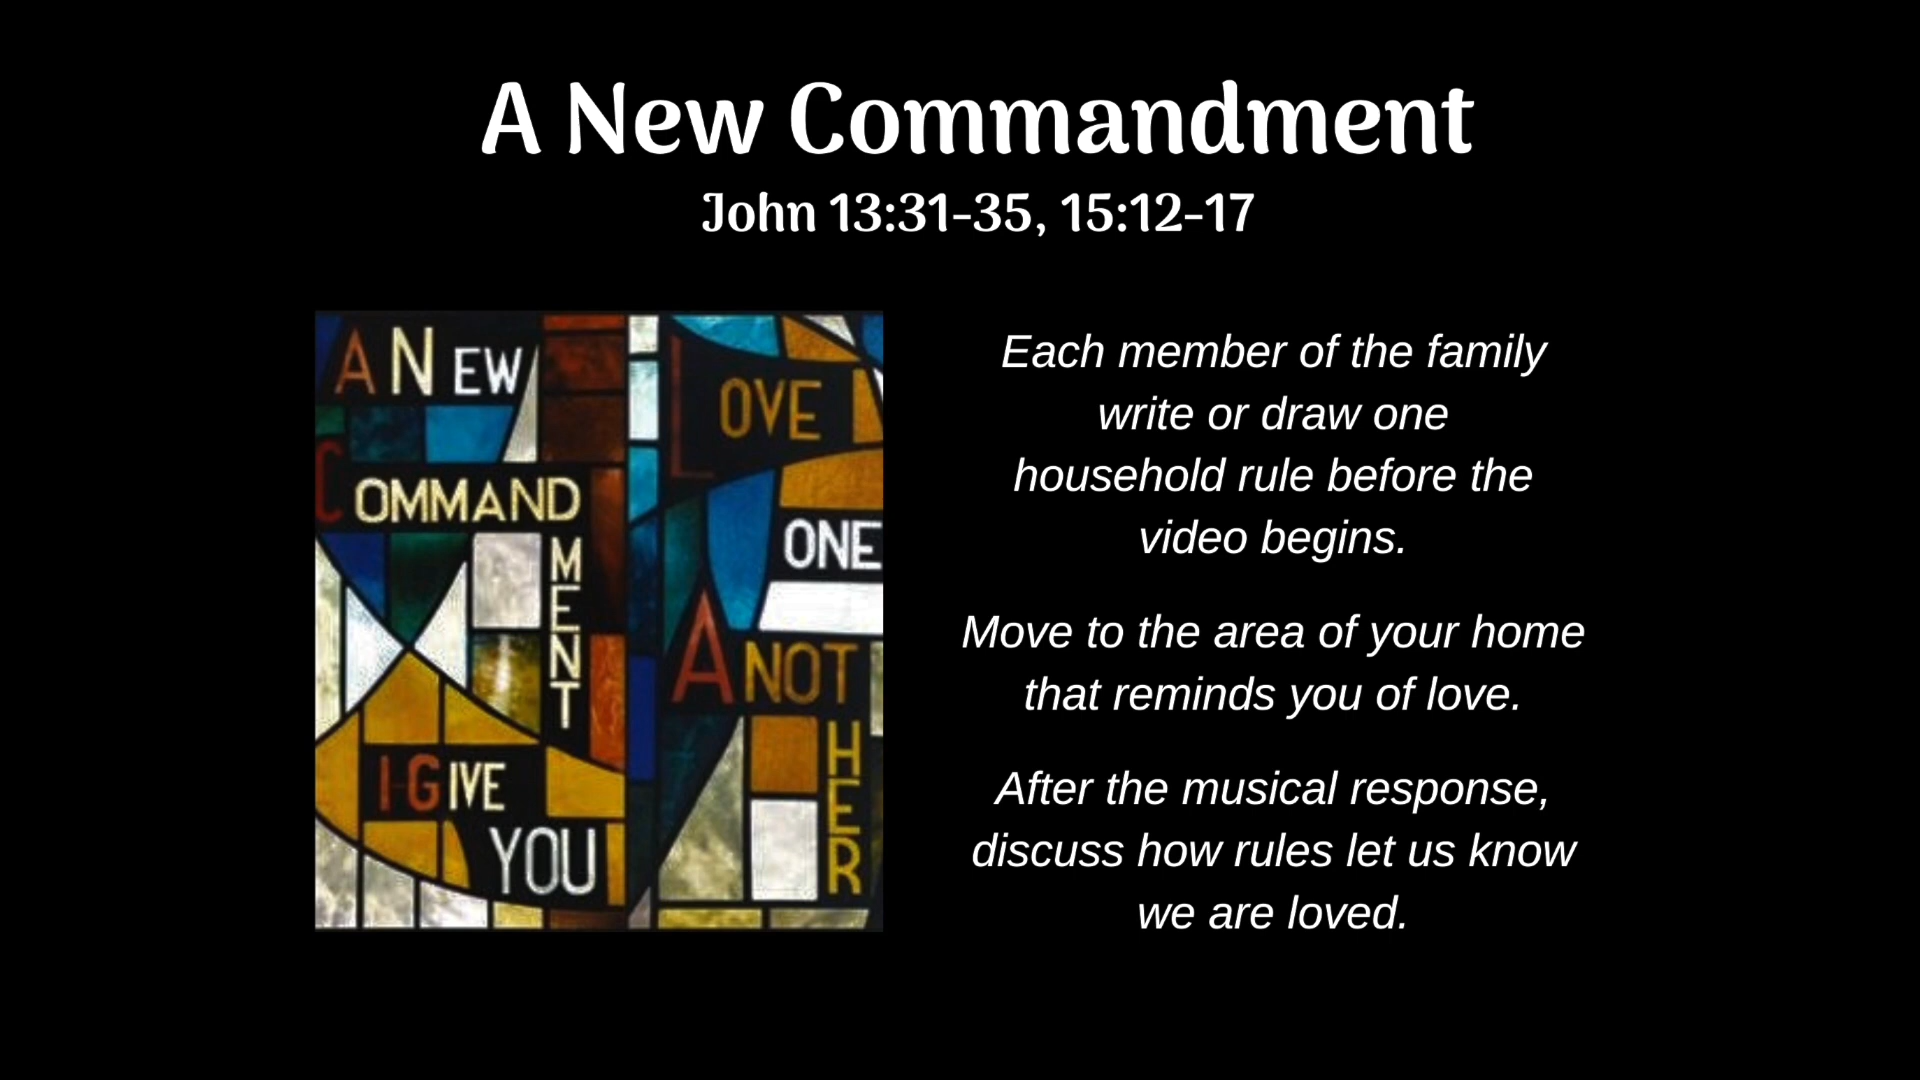 A New Commandment
John 13:31-35, 15:12-17
A NEW
COMMAND
MENT
I GIVE
YOU
LOVE
ONE
ANOT
HER
Each member of the family
write or draw one
household rule before the
video begins.
Move to the area of your home
that reminds you of love.
After the musical response,
discuss how rules let us know
we are loved.